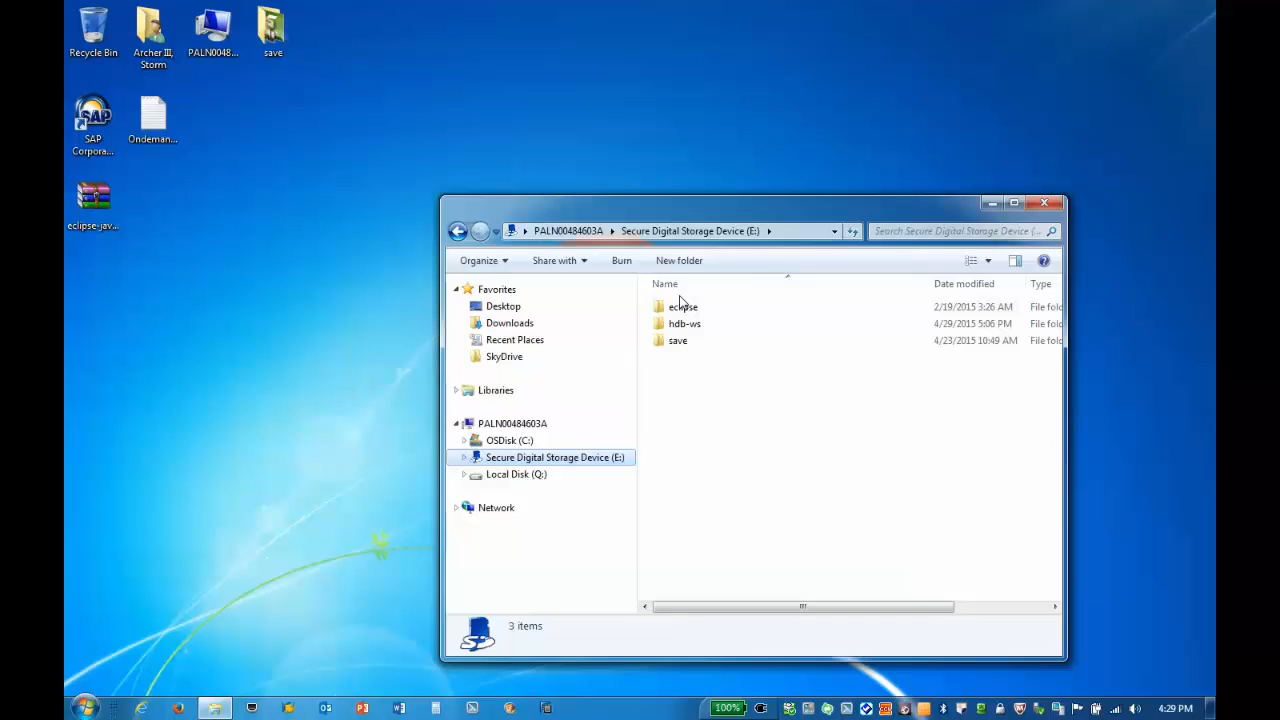 Recycle Bin
Archer III, Storm
PALN0048...
save
SAP Corpora...
Ondeman...
eclipse-jav...
PALN00484603A
Secure Digital Storage Device (E:)
Search Secure Digital Storage Device (...
Organize
Share with
Burn
New folder
Name
Date modified
Type
Favorites
Desktop
Downloads
Recent Places
SkyDrive
Libraries
PALN00484603A
OSDisk (C:)
Secure Digital Storage Device (E:)
Local Disk (Q:)
Network
eclipse 2/19/2015 3:26 AM File fold
hdb-ws 4/29/2015 5:06 PM File fold
save 4/23/2015 10:49 AM File fold
3 items
100%
4:29 PM